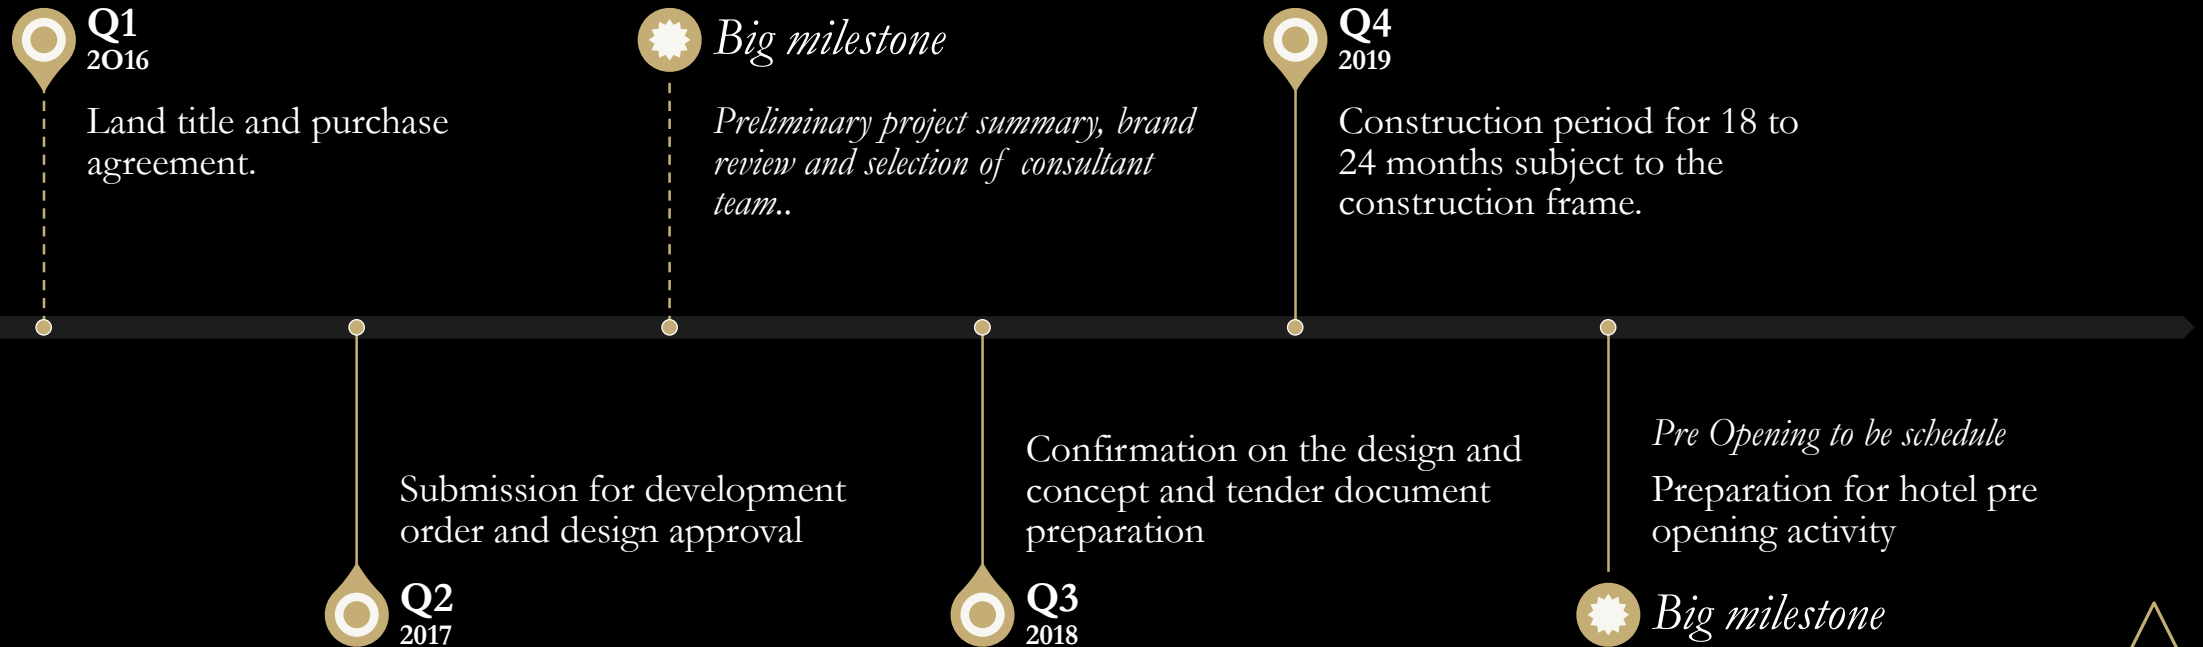 Q1
2O16
Land title and purchase
agreement.
Big milestone
Preliminary project summary, brand
review and selection of consultant
team..
Q4
2019
Construction period for 18 to
24 months subject to the
construction frame.
Submission for development
order and design approval
Q2
2017
Confirmation on the design and
concept and tender document
preparation
Q3
2018
Pre Opening to be schedule
Preparation for hotel pre
opening activity
Big milestone